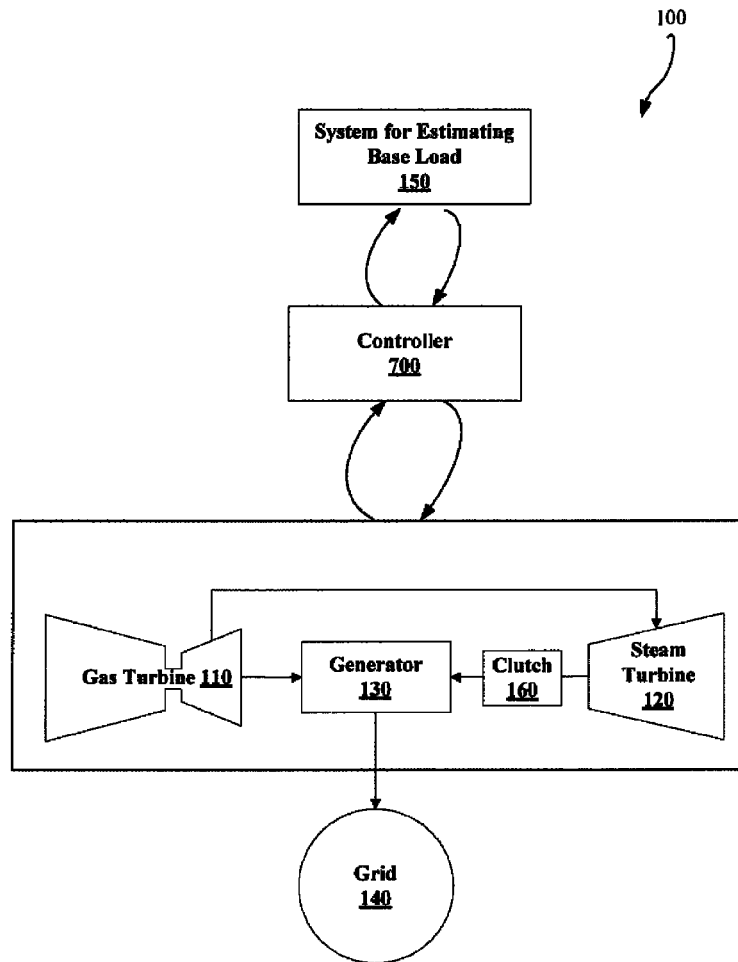 100
System for Estimating
Base Load
150
Controller
700
Gas Turbine 110
Generator
130
Clutch
160
Steam
Turbine
120
Grid
140